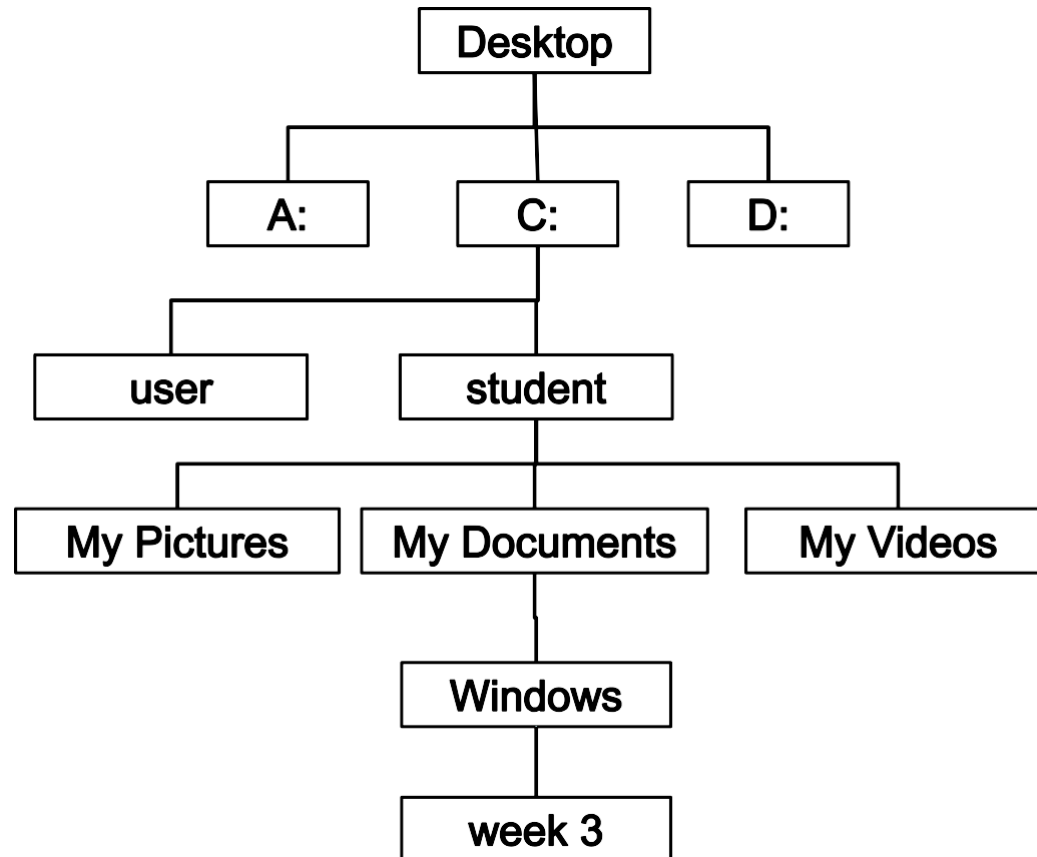 Desktop
A:
C:
D:
user
student
My Pictures
My Documents
My Videos
Windows
week 3